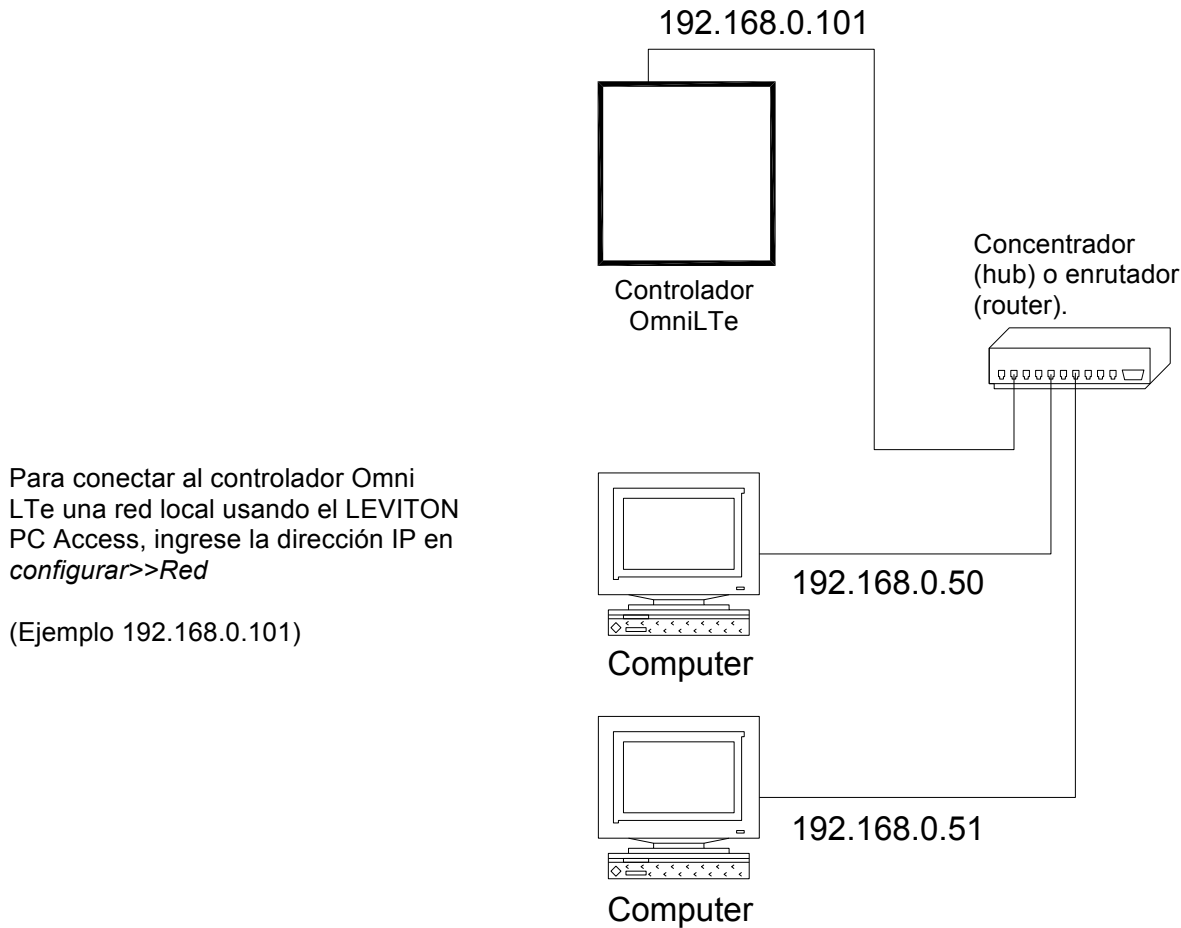 192.168.0.101
Controlador
OmniLTe
Concentrador
(hub) o enrutador
(router).
Para conectar al controlador Omni
LTe una red local usando el LEVITON
PC Access, ingrese la dirección IP en
configurar>>Red
(Ejemplo 192.168.0.101)
192.168.0.50
Computer
192.168.0.51
Computer